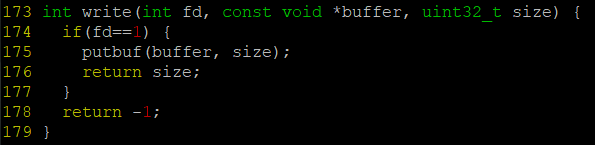 173 int write(int fd, const void *buffer, uint32_t size) {
174   if(fd==1) {
175     putbuf(buffer, size);
176     return size;
177   }
178   return -1;
179 }